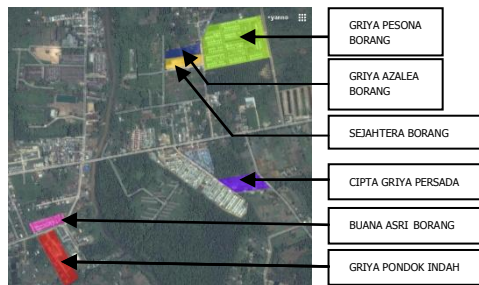 GRIYA PESONA
BORANG
GRIYA AZALEA
BORANG
SEJAHTERA BORANG
CIPTA GRIYA PERSADA
BUANA ASRI BORANG
GRIYA PONDOK INDAH